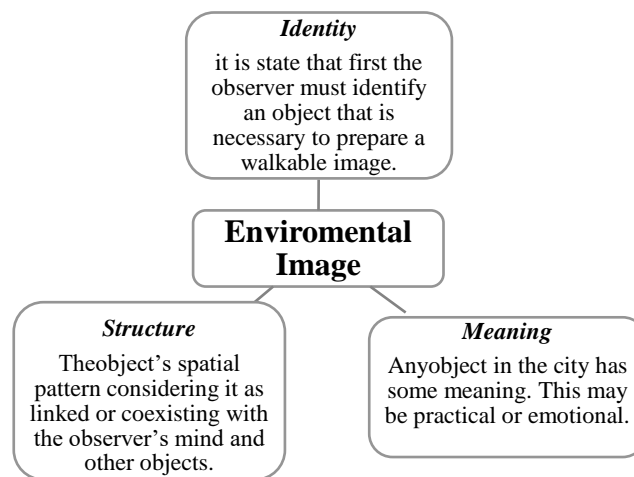 Identity
it is state that first the
observer must identify
an object that is
necessary to prepare a
walkable image.
Enviromental
Image
Structure
Theobject's spatial
pattern considering it as
linked or coexisting with
the observer's mind and
other objects.
Meaning
Anyobject in the city has
some meaning. This may
be practical or emotional.